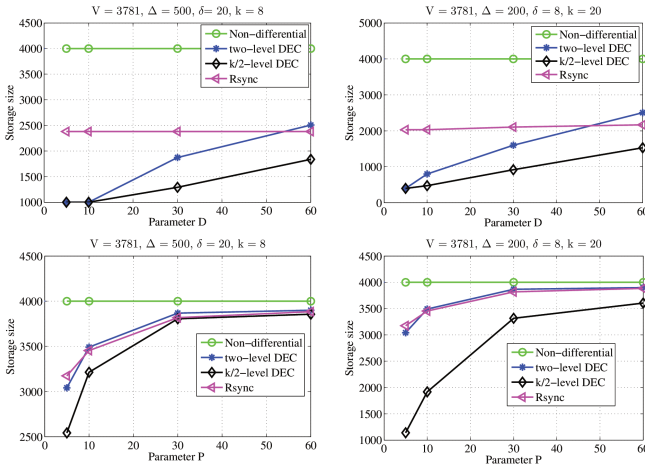 V = 3781, Δ = 500, δ = 20, k = 8
4500
4000
3500
3000
2500
2000
1500
1000
Storage size
Non−differential
two−level DEC
k/2−level DEC
Rsync
0 10 20 30 40 50 60
Parameter D
V = 3781, Δ = 200, δ = 8, k = 20
5000
4000
3000
2000
1000
0
Storage size
Non−differential
two−level DEC
k/2−level DEC
Rsync
0 10 20 30 40 50 60
Parameter D
V = 3781, Δ = 500, δ = 20, k = 8
4500
4000
3500
3000
2500
Storage size
Non−differential
two−level DEC
k/2−level DEC
Rsync
0 10 20 30 40 50 60
Parameter P
V = 3781, Δ = 200, δ = 8, k = 20
4500
4000
3500
3000
2500
2000
1500
1000
Storage size
Non−differential
two−level DEC
k/2−level DEC
Rsync
0 10 20 30 40 50 60
Parameter P